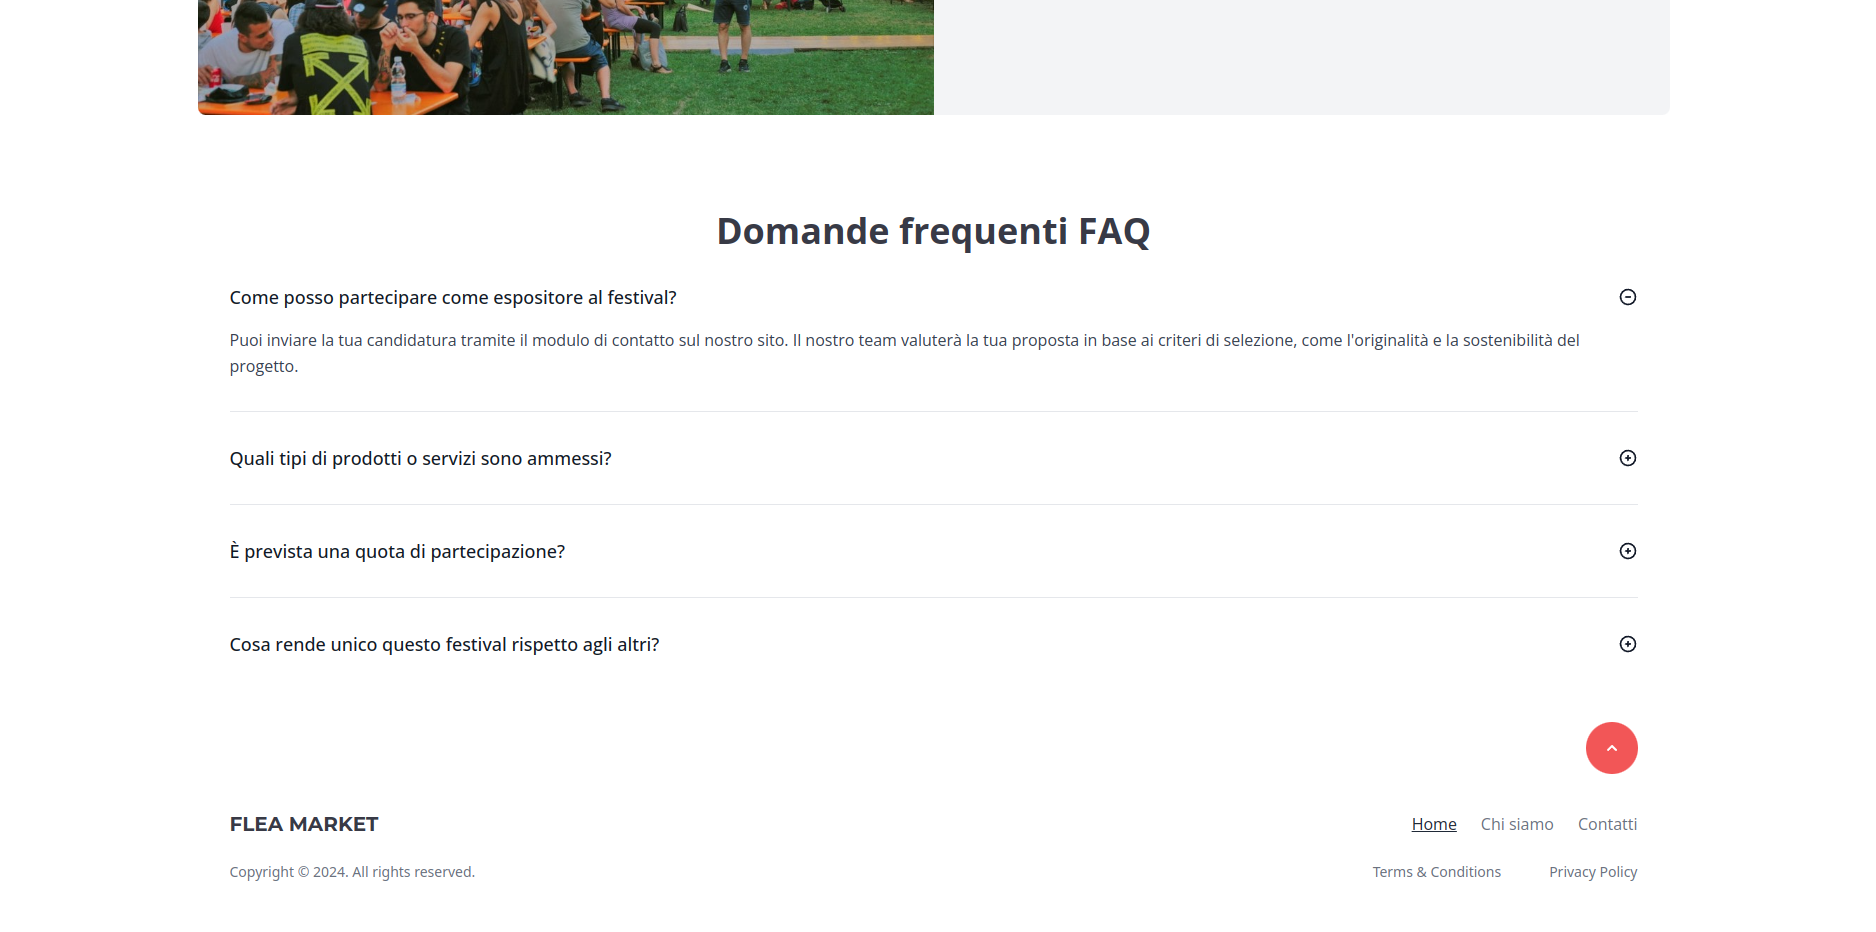 Domande frequenti FAQ
Come posso partecipare come espositore al festival?
Puoi inviare la tua candidatura tramite il modulo di contatto sul nostro sito. Il nostro team valuterà la tua proposta in base ai criteri di selezione, come l'originalità e la sostenibilità del
progetto.
Quali tipi di prodotti o servizi sono ammessi?
È prevista una quota di partecipazione?
Cosa rende unico questo festival rispetto agli altri?
FLEA MARKET
Home Chi siamo Contatti
Copyright © 2024. All rights reserved.
Terms & Conditions Privacy Policy